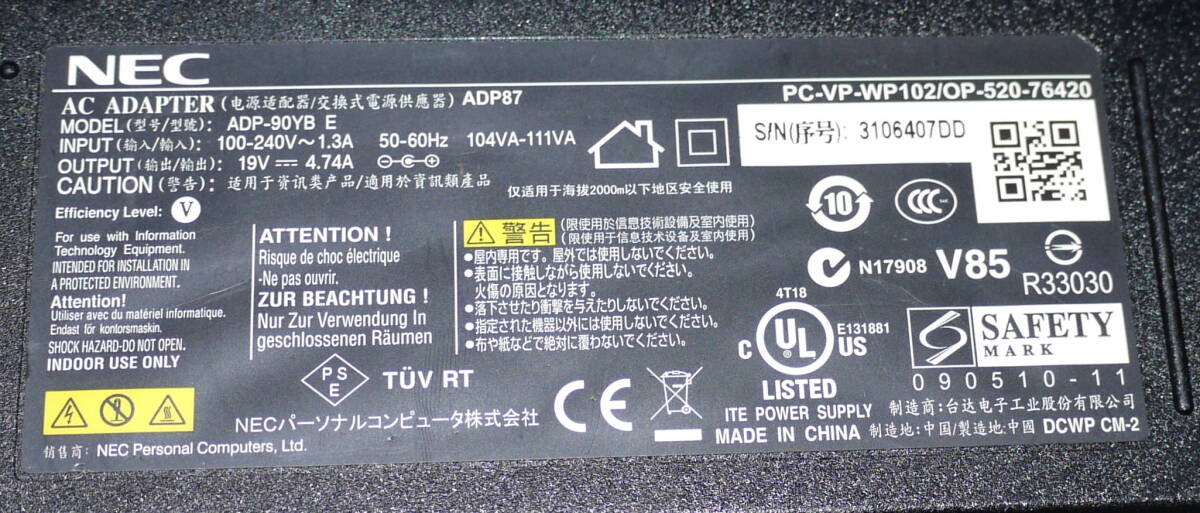 NEC
AC ADAPTER (电源适配器/交換式電源供應器) ADP87
PC-VP-WP102/OP-520-76420
MODEL(型号/型號): ADP-90YB E
INPUT (输入/輸入): 100-240V～1.3A 50-60Hz 104VA-111VA
OUTPUT (输出/輸出): 19V 4.74A
CAUTION (警告): 适用于资讯类产品/適用於資訊類産品
仅适用于海拔2000m以下地区安全使用
S/N(序号): 3106407DD
Efficiency Level: V
For use with Information
Technology Equipment.
INTENDED FOR INSTALLATION IN
A PROTECTED ENVIRONMENT.
Attention!
Utiliser avec du matériel informatique.
Endast för kontorsmaskin.
SHOCK HAZARD-DO NOT OPEN.
INDOOR USE ONLY
ATTENTION !
Risque de choc électrique
-Ne pas ouvrir.
ZUR BEACHTUNG !
Nur Zur Verwendung In
geschlossenen Räumen
警告 (限使用於信息技術設備及室内使用)
(限使用于信息技术设备及室内使用)
●屋内専用です。屋外では使用しないでください。
●表面に接触しながら使用しないでください。
火傷の原因となります。
●落下させたり衝撃を与えたりしないでください。
●指定された機器以外には使用しないでください。
●布や紙などで絶対に覆わないでください。
10
CCC
N17908 V85
R33030
4T18
C UL US
E131881
LISTED
ITE POWER SUPPLY
MADE IN CHINA
SAFETY
MARK
090510-11
制造商:台达电子工业股份有限公司
制造地:中国/製造地:中國 DCWP CM-2
PSE
TÜV RT
NECパーソナルコンピュータ株式会社
CE
销售商: NEC Personal Computers, Ltd.